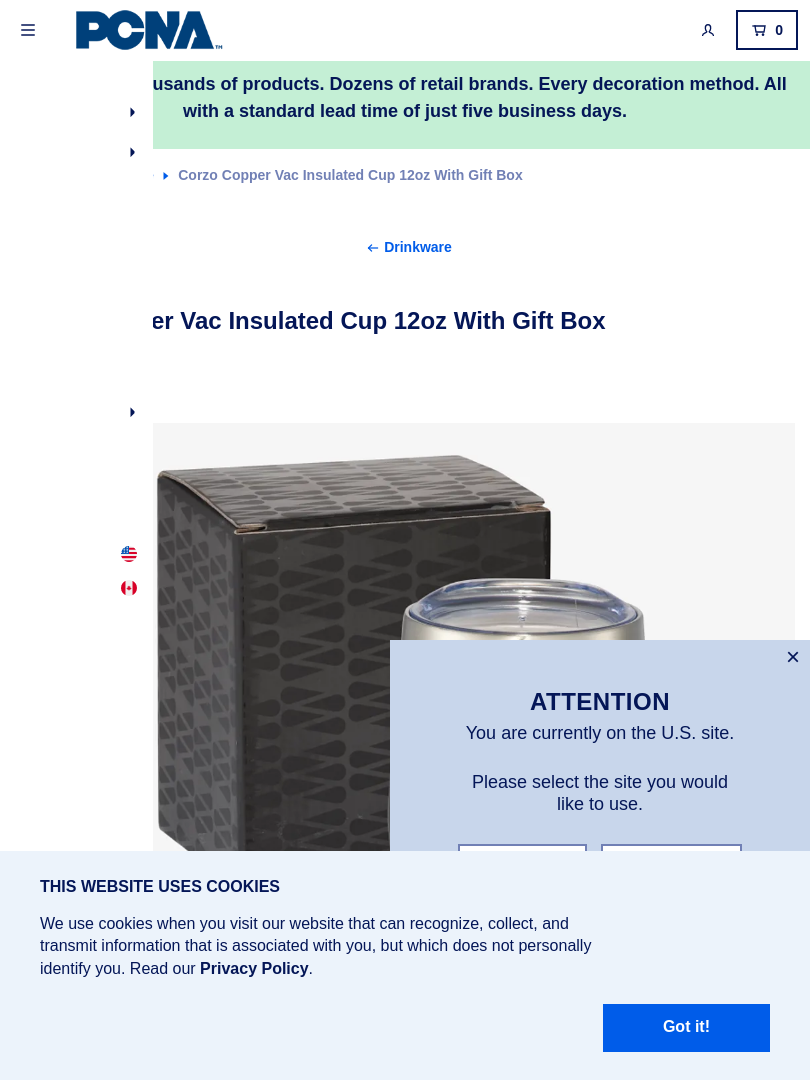 PCNA™
0
usands of products. Dozens of retail brands. Every decoration method. All
with a standard lead time of just five business days.
Corzo Copper Vac Insulated Cup 12oz With Gift Box
← Drinkware
er Vac Insulated Cup 12oz With Gift Box
ATTENTION
You are currently on the U.S. site.
Please select the site you would
like to use.
THIS WEBSITE USES COOKIES
We use cookies when you visit our website that can recognize, collect, and
transmit information that is associated with you, but which does not personally
identify you. Read our Privacy Policy.
Got it!